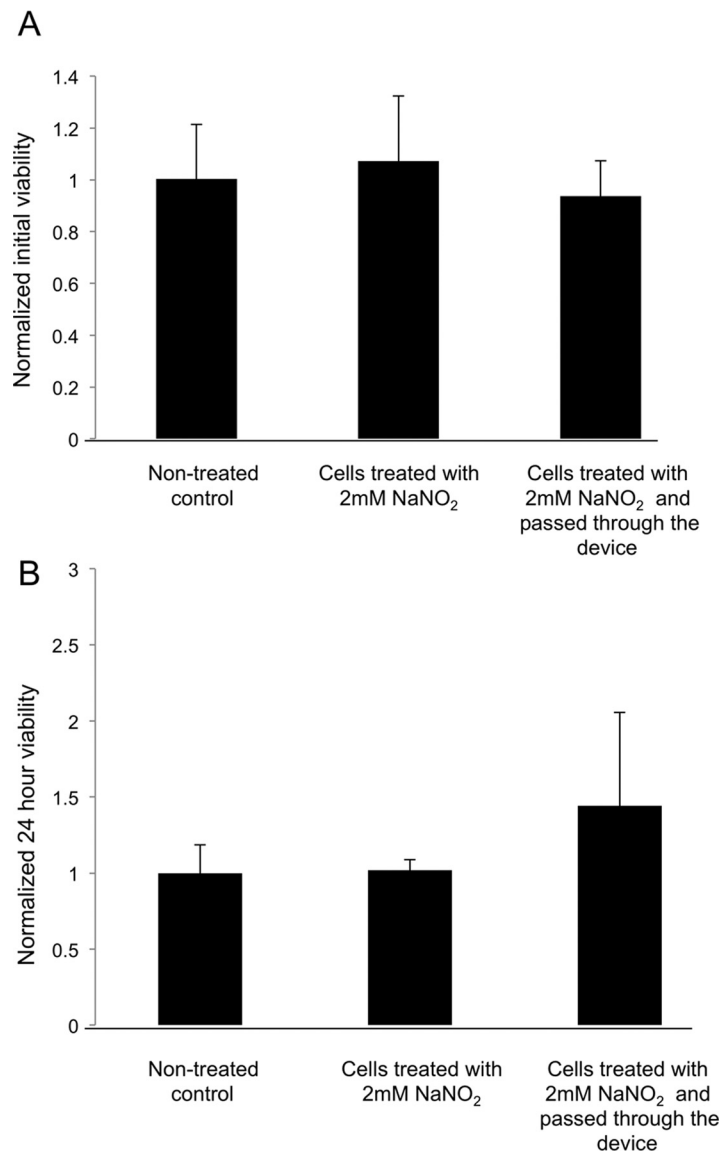 A
Normalized initial viability
1.4
1.2
1
0.8
0.6
0.4
0.2
0
Non-treated
control
Cells treated with
2mM NaNO₂
Cells treated with
2mM NaNO₂ and
passed through the
device
B
Normalized 24 hour viability
3
2.5
2
1.5
1
0.5
0
Non-treated
control
Cells treated with
2mM NaNO₂
Cells treated with
2mM NaNO₂ and
passed through the
device